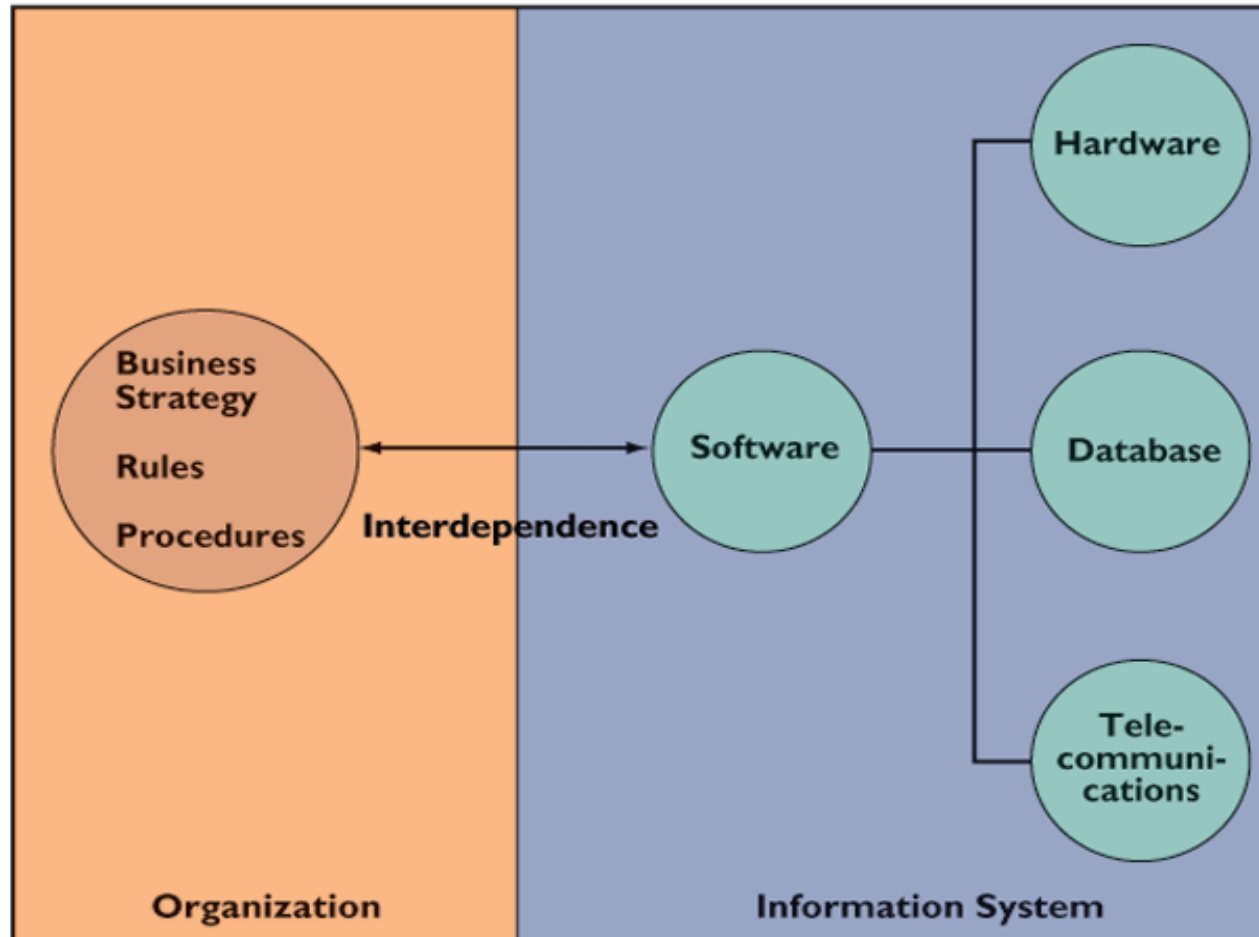 Business
Strategy
Rules
Procedures
Interdependence
Software
Hardware
Database
Tele-
communi-
cations
Organization
Information System